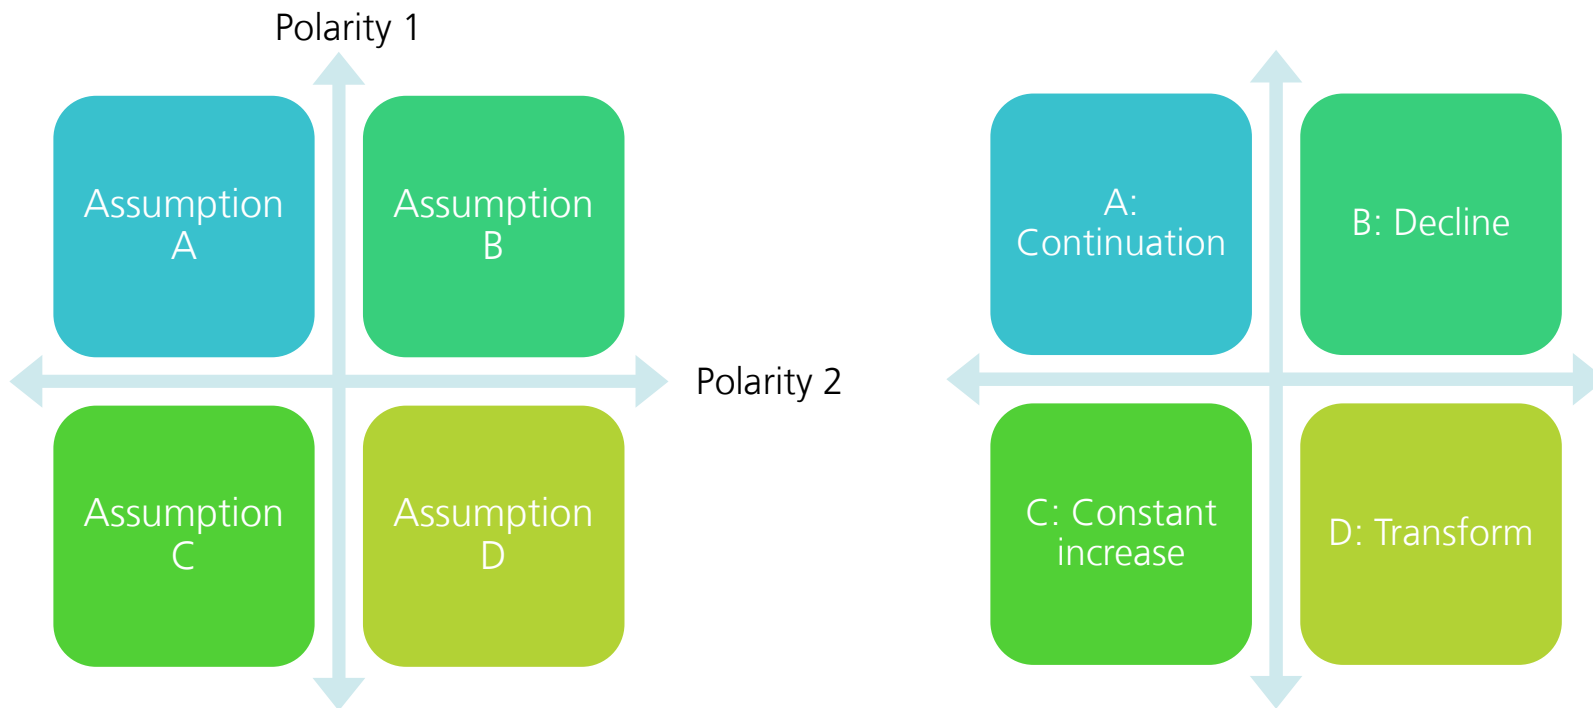 Polarity 1
Assumption
A
Assumption
B
Polarity 2
Assumption
C
Assumption
D
A:
Continuation
B: Decline
C: Constant
increase
D: Transform